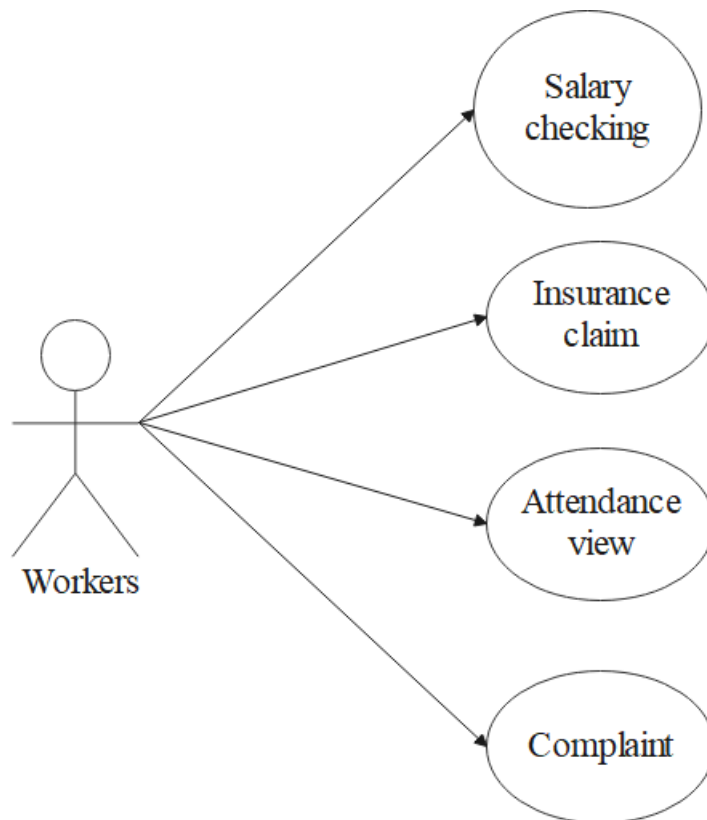 Salary
checking
Insurance
claim
Attendance
view
Workers
Complaint